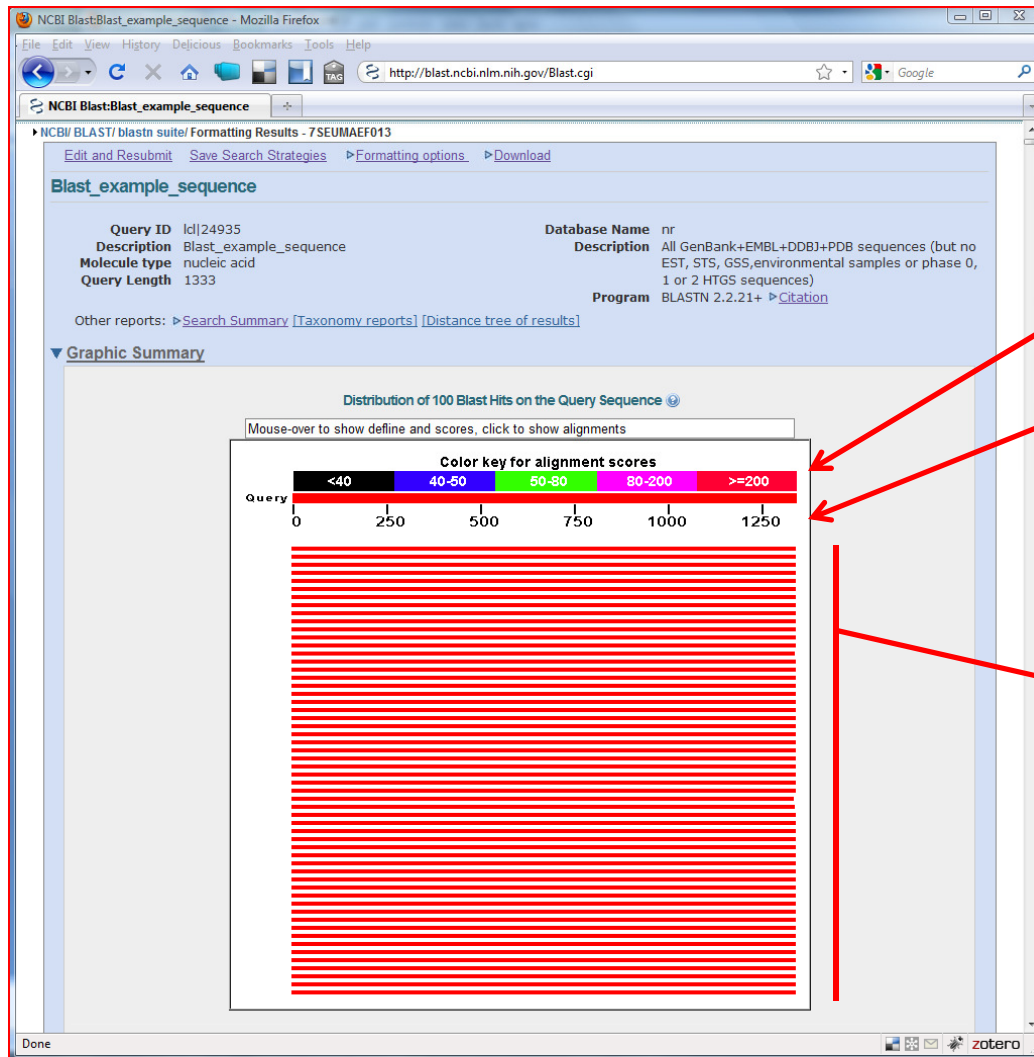 NCBI Blast:Blast_example_sequence - Mozilla Firefox
File Edit View History Delicious Bookmarks Tools Help
TAG http://blast.ncbi.nlm.nih.gov/Blast.cgi Google
NCBI Blast:Blast_example_sequence
NCBI/ BLAST/ blastn suite/ Formatting Results - 7SEUMAEF013
Edit and Resubmit Save Search Strategies Formatting options Download
Blast_example_sequence
Query ID lcl|24935
Description Blast_example_sequence
Molecule type nucleic acid
Query Length 1333
Database Name nr
Description All GenBank+EMBL+DDBJ+PDB sequences (but no
EST, STS, GSS,environmental samples or phase 0,
1 or 2 HTGS sequences)
Program BLASTN 2.2.21+ Citation
Other reports: Search Summary [Taxonomy reports] [Distance tree of results]
Graphic Summary
Distribution of 100 Blast Hits on the Query Sequence
Mouse-over to show defline and scores, click to show alignments
Color key for alignment scores
<40 40-50 50-80 80-200 >=200
Query
0 250 500 750 1000 1250
Done zotero